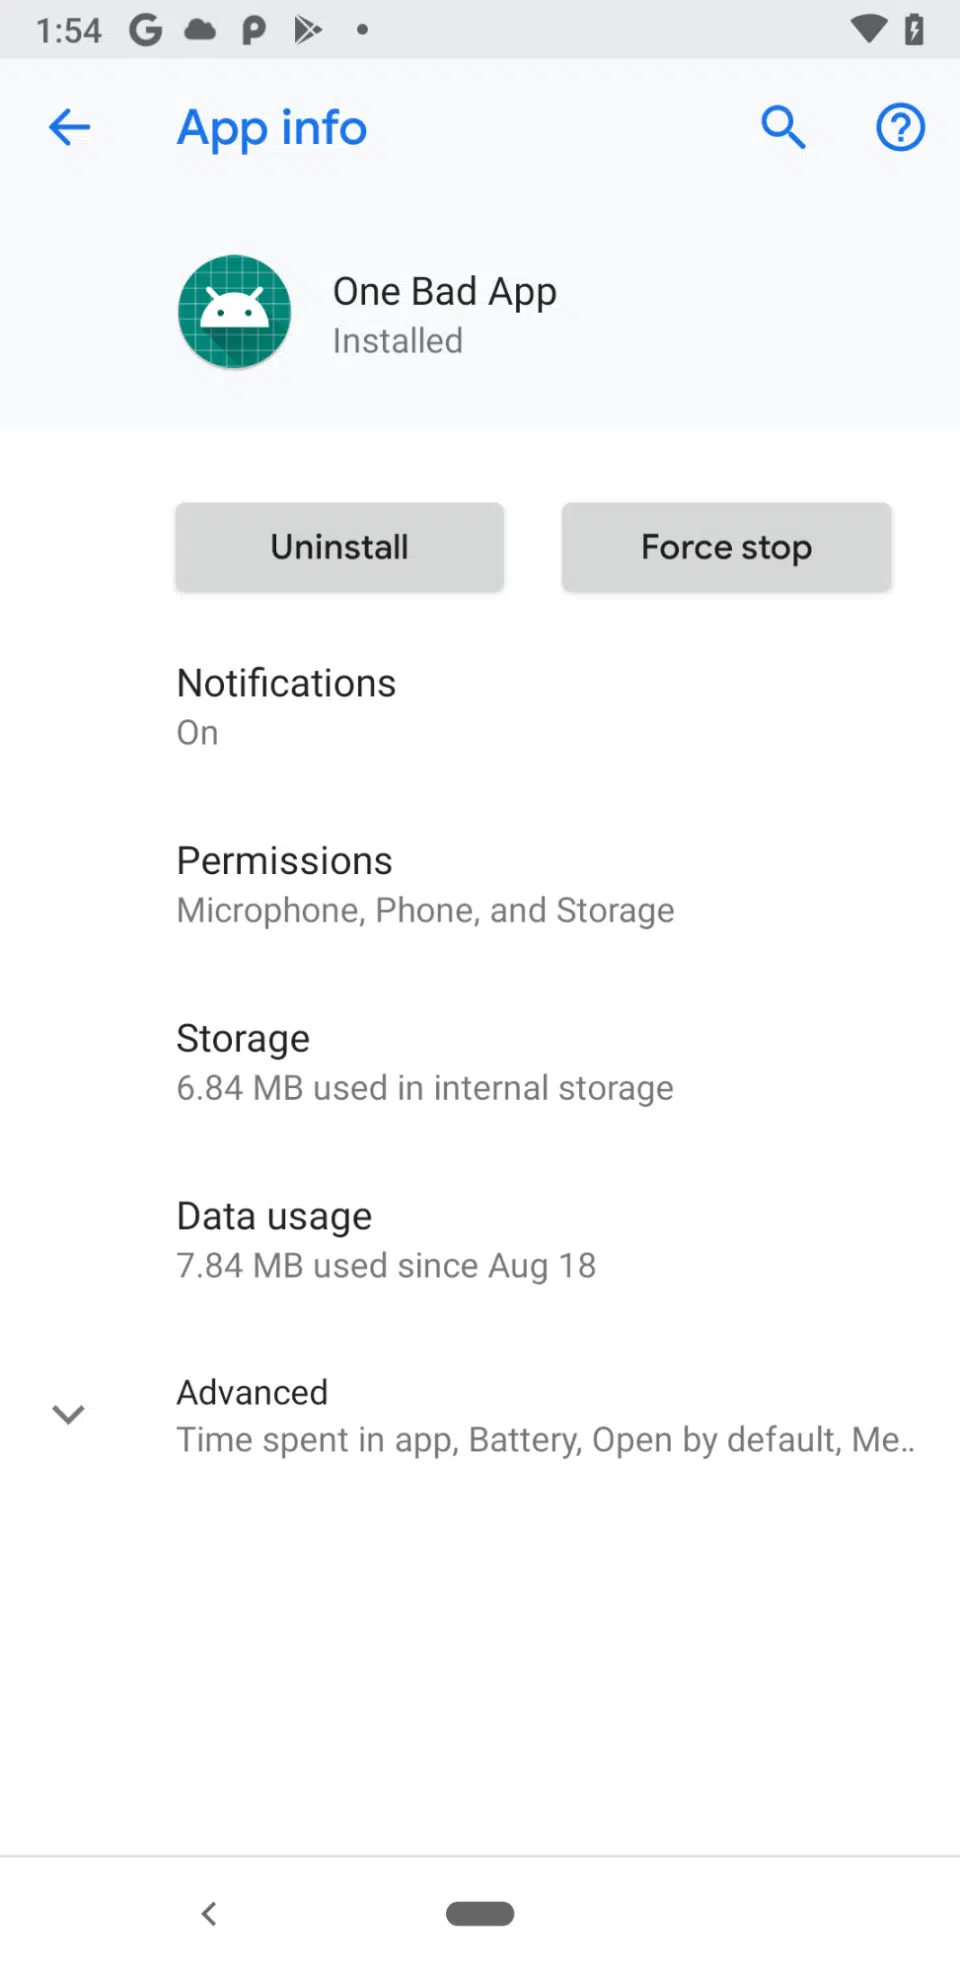 1:54
App info
One Bad App
Installed
Uninstall
Force stop
Notifications
On
Permissions
Microphone, Phone, and Storage
Storage
6.84 MB used in internal storage
Data usage
7.84 MB used since Aug 18
Advanced
Time spent in app, Battery, Open by default, Me..